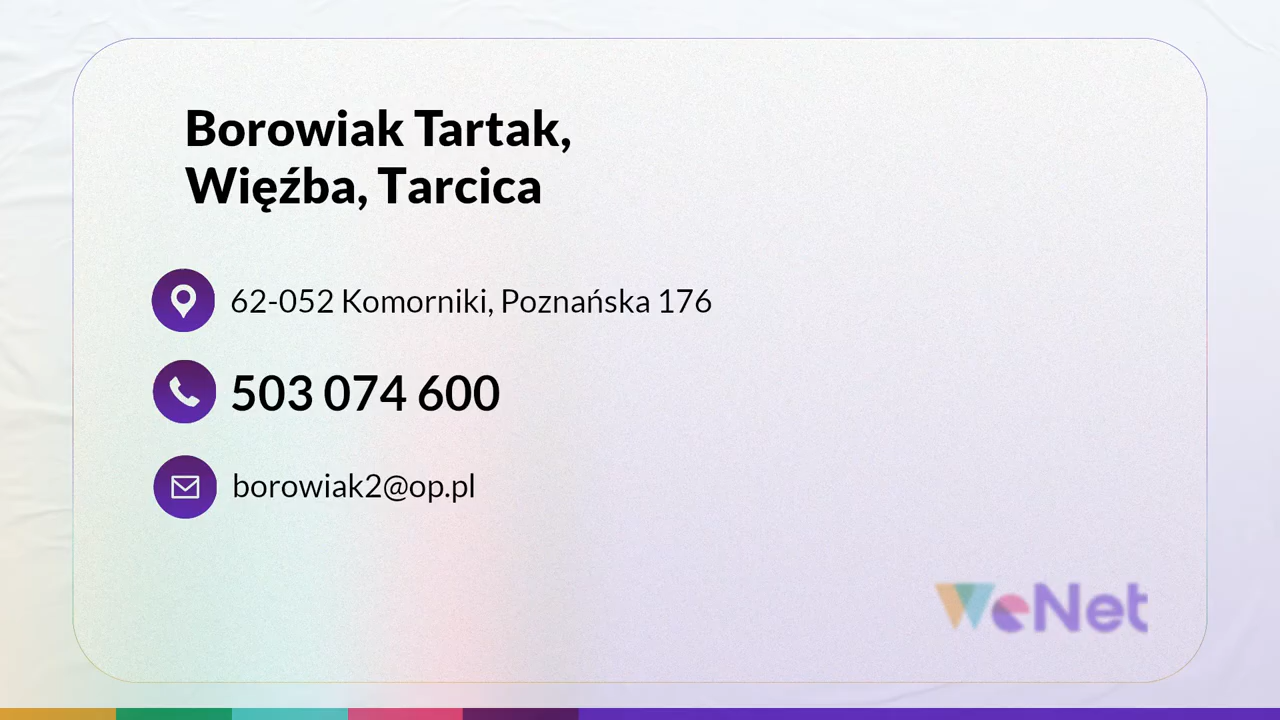 Borowiak Tartak,
Więźba, Tarcica
62-052 Komorniki, Poznańska 176
503 074 600
borowiak2@op.pl
WeNet